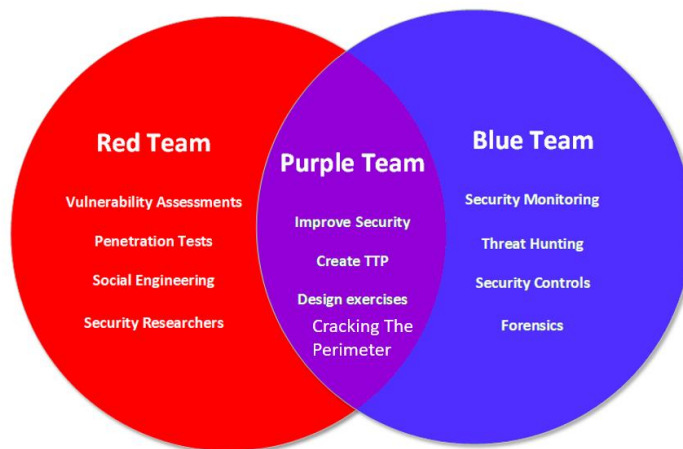 Red Team
Vulnerability Assessments
Penetration Tests
Social Engineering
Security Researchers
Purple Team
Improve Security
Create TTP
Design exercises
Cracking The
Perimeter
Blue Team
Security Monitoring
Threat Hunting
Security Controls
Forensics